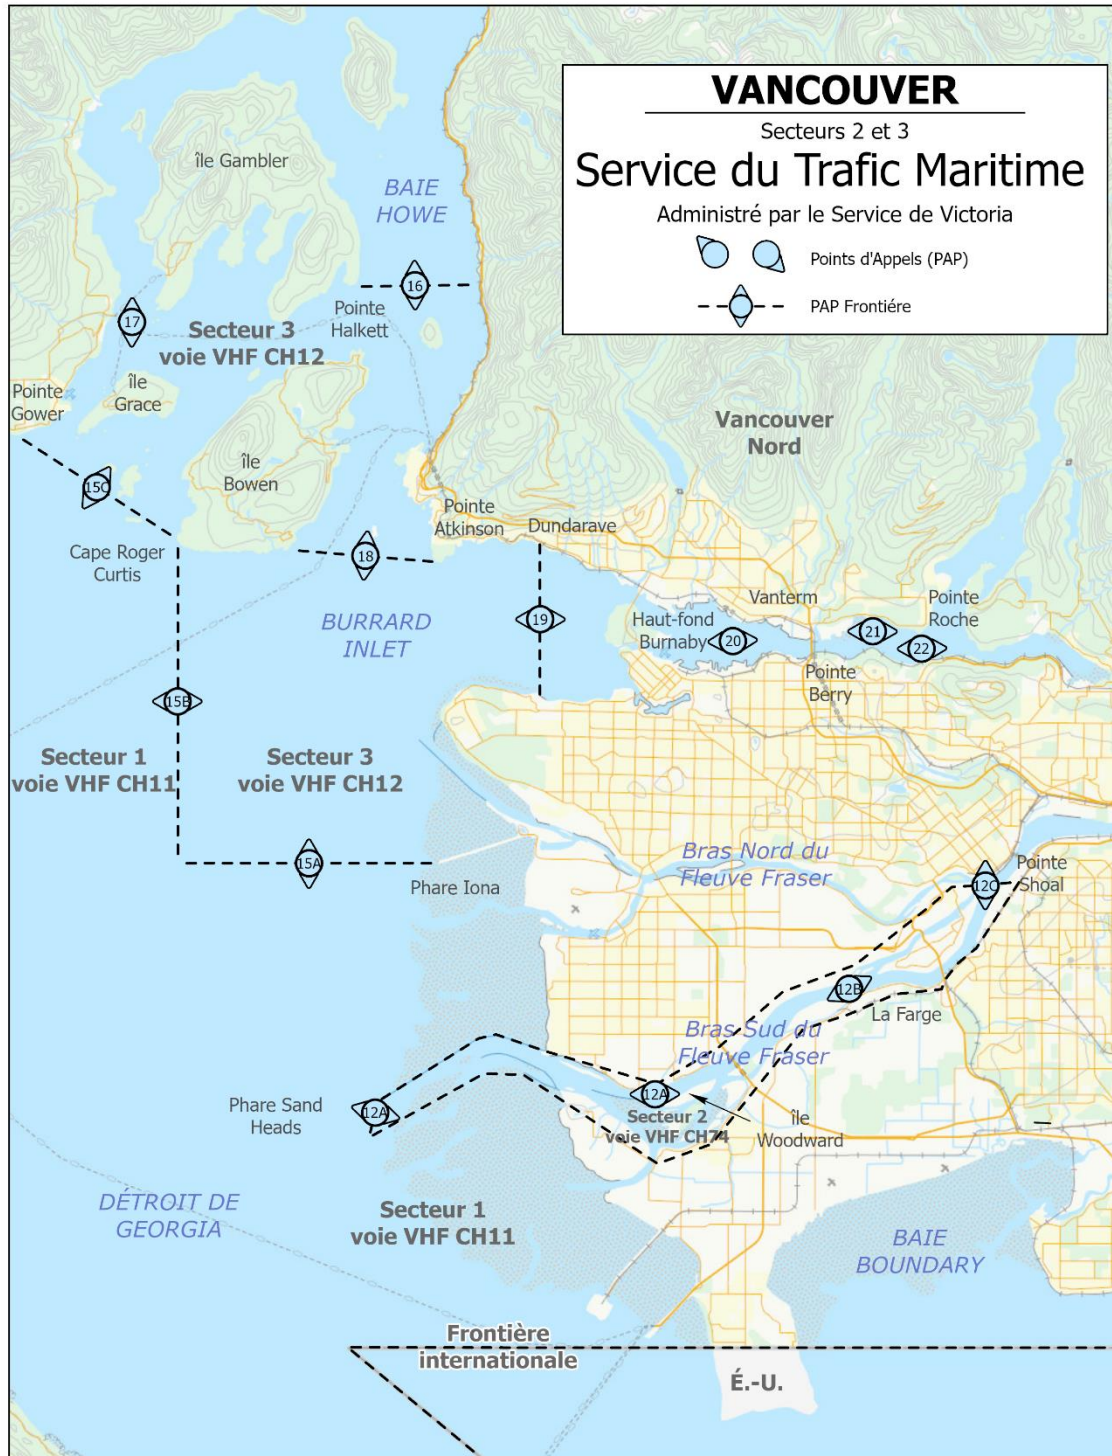 VANCOUVER
Secteurs 2 et 3
Service du Trafic Maritime
Administré par le Service de Victoria
Points d'Appels (PAP)
PAP Frontiére
île Gambler
BAIE
HOWE
16
Pointe
Halkett
17
Secteur 3
voie VHF CH12
île
Grace
Pointe
Gower
île
Bowen
15C
Vancouver
Nord
Pointe
Atkinson
Dundarave
Cape Roger
Curtis
18
BURRARD
INLET
19
Haut-fond
Burnaby
20
Vanterm
21
22
Pointe
Roche
Pointe
Berry
15B
Secteur 1
voie VHF CH11
Secteur 3
voie VHF CH12
15A
Phare Iona
Bras Nord du
Fleuve Fraser
12C
Pointe
Shoal
12B
La Farge
Bras Sud du
Fleuve Fraser
Phare Sand
Heads
12A
12A
Secteur 2
voie VHF CH74
île
Woodward
DÉTROIT DE
GEORGIA
Secteur 1
voie VHF CH11
BAIE
BOUNDARY
Frontière
internationale
É.-U.